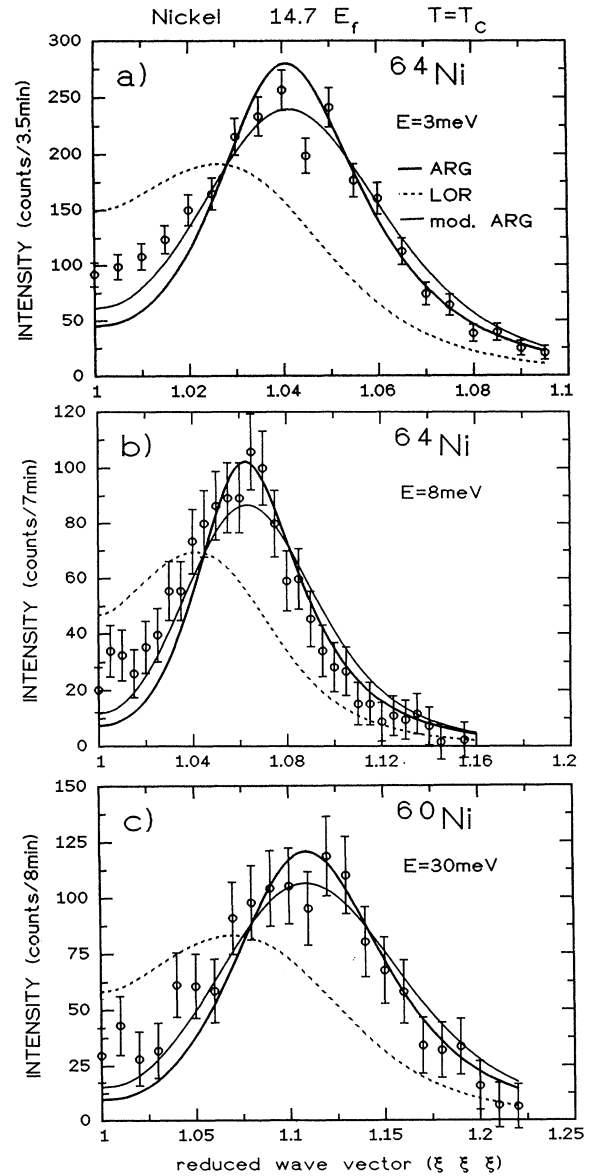 Nickel 14.7 E_f T=T_C
300
250
200
150
100
50
0
INTENSITY (counts/3.5min)
a)
64Ni
E=3meV
ARG
LOR
mod. ARG
1 1.02 1.04 1.06 1.08 1.1
120
100
80
60
40
20
0
INTENSITY (counts/7min)
b)
64Ni
E=8meV
1 1.04 1.08 1.12 1.16 1.2
150
125
100
75
50
25
0
INTENSITY (counts/8min)
c)
60Ni
E=30meV
1 1.05 1.1 1.15 1.2 1.25
reduced wave vector (ξ ξ ξ)